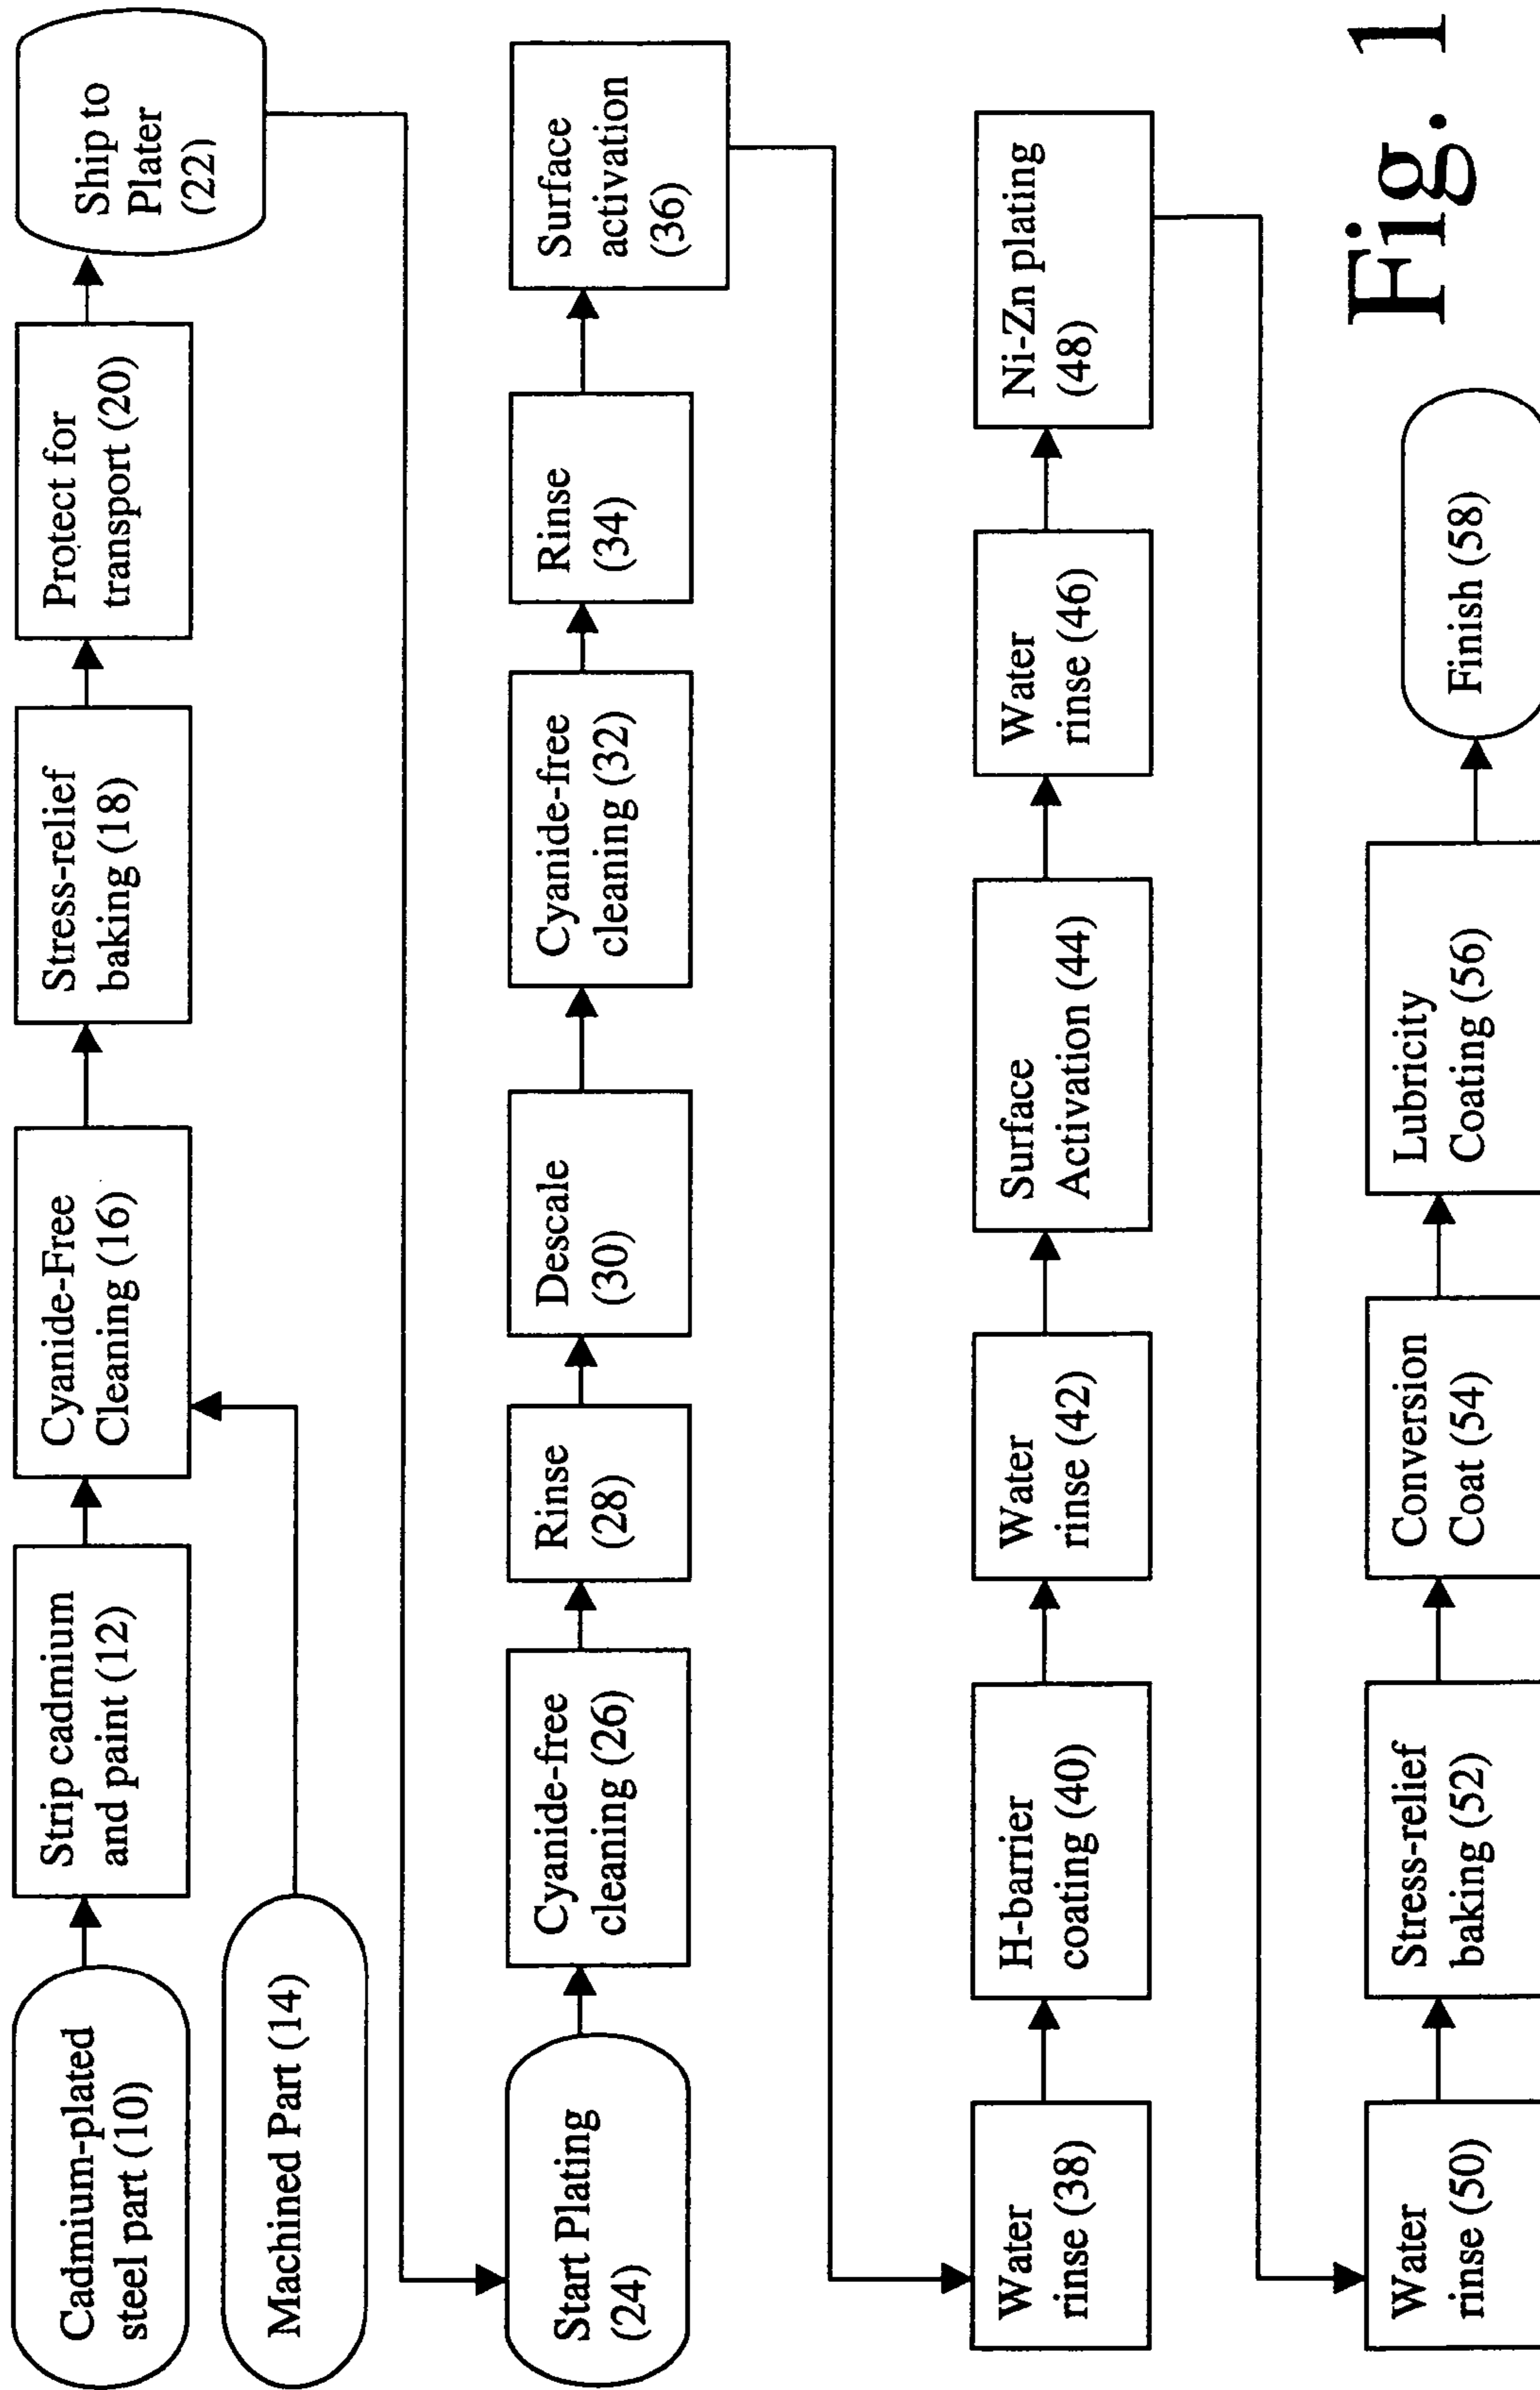 Cadmium-plated
steel part (10)
Strip cadmium
and paint (12)
Cyanide-Free
Cleaning (16)
Stress-relief
baking (18)
Protect for
transport (20)
Ship to
Plater
(22)
Machined Part (14)
Start Plating
(24)
Cyanide-free
cleaning (26)
Rinse
(28)
Descale
(30)
Cyanide-free
cleaning (32)
Rinse
(34)
Surface
activation
(36)
Water
rinse (38)
H-barrier
coating (40)
Water
rinse (42)
Surface
Activation (44)
Water
rinse (46)
Ni-Zn plating
(48)
Water
rinse (50)
Stress-relief
baking (52)
Conversion
Coat (54)
Lubricity
Coating (56)
Finish (58)
Fig. 1